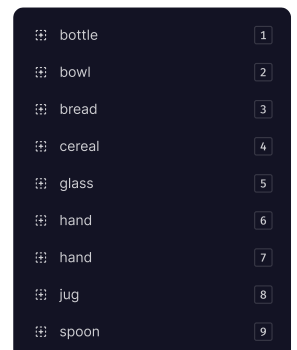 bottle 1
bowl 2
bread 3
cereal 4
glass 5
hand 6
hand 7
jug 8
spoon 9